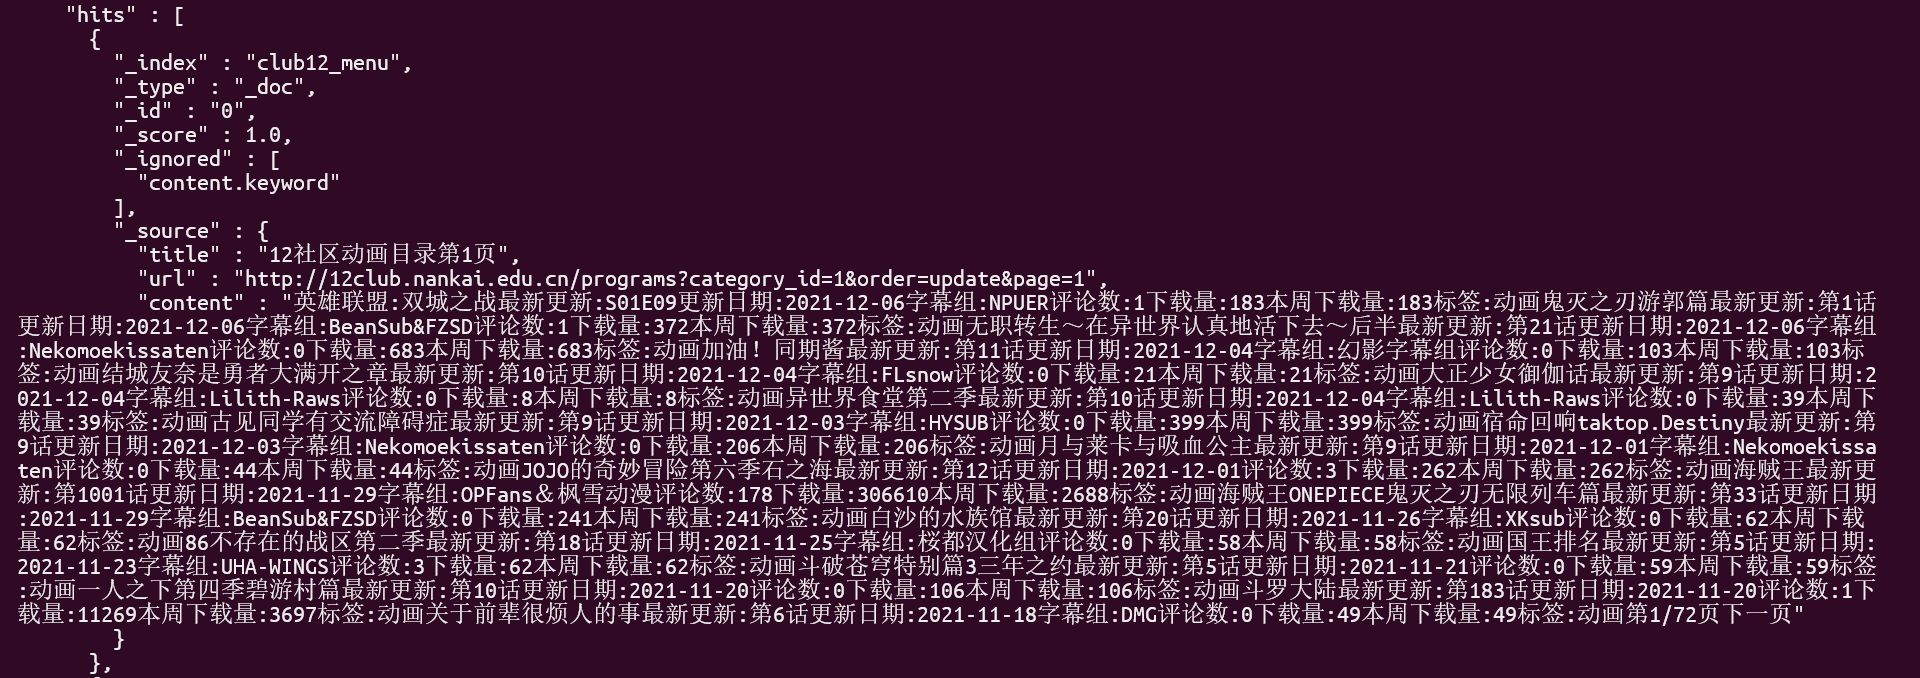 "hits" : [
{
"_index" : "club12_menu",
"_type" : "_doc",
"_id" : "0",
"_score" : 1.0,
"_ignored" : [
"content.keyword"
],
"_source" : {
"title" : "12社区动画目录第1页",
"url" : "http://12club.nankai.edu.cn/programs?category_id=1&order=update&page=1",
"content" : "英雄联盟:双城之战最新更新:S01E09更新日期:2021-12-06字幕组:NPUER评论数:1下载量:183本周下载量:183标签:动画鬼灭之刃游郭篇最新更新:第1话
更新日期:2021-12-06字幕组:BeanSub&FZSD评论数:1下载量:372本周下载量:372标签:动画无职转生～在异世界认真地活下去～后半最新更新:第21话更新日期:2021-12-06字幕组
:Nekomoekissaten评论数:0下载量:683本周下载量:683标签:动画加油！同期酱最新更新:第11话更新日期:2021-12-04字幕组:幻影字幕组评论数:0下载量:103本周下载量:103标
签:动画结城友奈是勇者大满开之章最新更新:第10话更新日期:2021-12-04字幕组:FLsnow评论数:0下载量:21本周下载量:21标签:动画大正少女御伽话最新更新:第9话更新日期:2
021-12-04字幕组:Lilith-Raws评论数:0下载量:8本周下载量:8标签:动画异世界食堂第二季最新更新:第10话更新日期:2021-12-04字幕组:Lilith-Raws评论数:0下载量:39本周下
载量:39标签:动画古见同学有交流障碍症最新更新:第9话更新日期:2021-12-03字幕组:HYSUB评论数:0下载量:399本周下载量:399标签:动画宿命回响taktop.Destiny最新更新:第
9话更新日期:2021-12-03字幕组:Nekomoekissaten评论数:0下载量:206本周下载量:206标签:动画月与莱卡与吸血公主最新更新:第9话更新日期:2021-12-01字幕组:Nekomoekissa
ten评论数:0下载量:44本周下载量:44标签:动画JOJO的奇妙冒险第六季石之海最新更新:第12话更新日期:2021-12-01评论数:3下载量:262本周下载量:262标签:动画海贼王最新更
新:第1001话更新日期:2021-11-29字幕组:OPFans＆枫雪动漫评论数:178下载量:306610本周下载量:2688标签:动画海贼王ONEPIECE鬼灭之刃无限列车篇最新更新:第33话更新日期
:2021-11-29字幕组:BeanSub&FZSD评论数:0下载量:241本周下载量:241标签:动画白沙的水族馆最新更新:第20话更新日期:2021-11-26字幕组:XKsub评论数:0下载量:62本周下载
量:62标签:动画86不存在的战区第二季最新更新:第18话更新日期:2021-11-25字幕组:桜都汉化组评论数:0下载量:58本周下载量:58标签:动画国王排名最新更新:第5话更新日期:
2021-11-23字幕组:UHA-WINGS评论数:3下载量:62本周下载量:62标签:动画斗破苍穹特别篇3三年之约最新更新:第5话更新日期:2021-11-21评论数:0下载量:59本周下载量:59标签
:动画一人之下第四季碧游村篇最新更新:第10话更新日期:2021-11-20评论数:0下载量:106本周下载量:106标签:动画斗罗大陆最新更新:第183话更新日期:2021-11-20评论数:1下
载量:11269本周下载量:3697标签:动画关于前辈很烦人的事最新更新:第6话更新日期:2021-11-18字幕组:DMG评论数:0下载量:49本周下载量:49标签:动画第1/72页下一页"
}
},